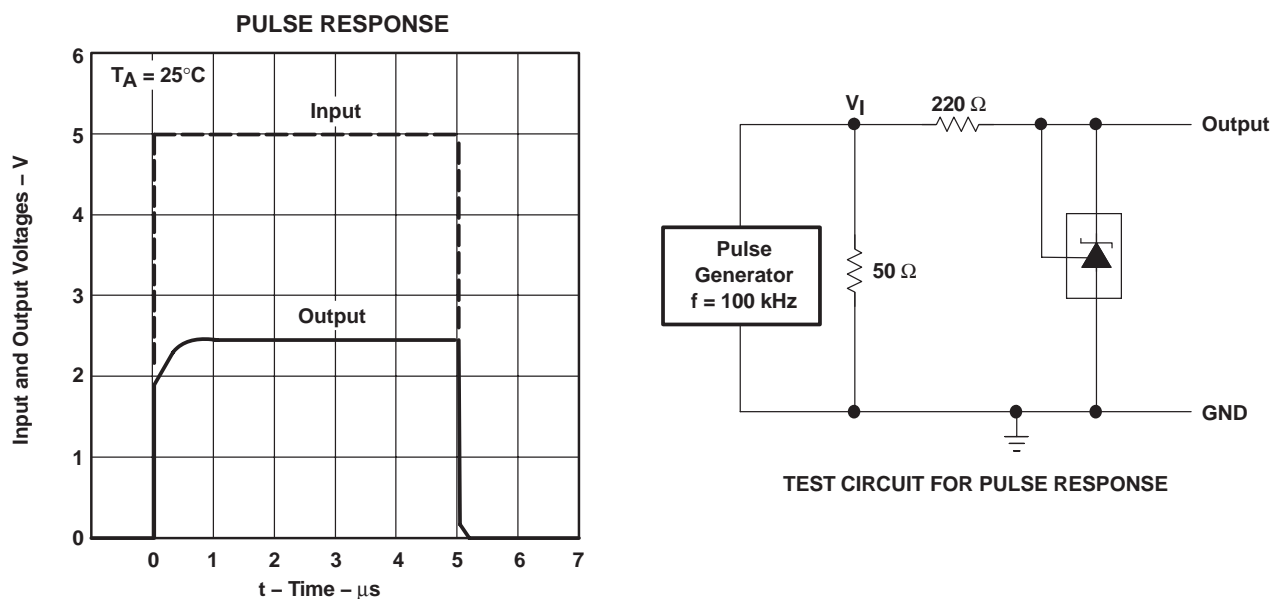 PULSE RESPONSE
Input and Output Voltages – V
6
5
4
3
2
1
0
TA = 25°C
Input
Output
0 1 2 3 4 5 6 7
t – Time – μs
VI
220 Ω
Output
Pulse
Generator
f = 100 kHz
50 Ω
GND
TEST CIRCUIT FOR PULSE RESPONSE